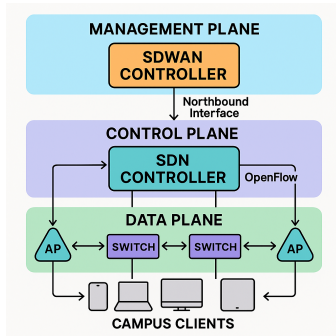 MANAGEMENT PLANE
SDWAN
CONTROLLER
Northbound
Interface
CONTROL PLANE
SDN
CONTROLLER
OpenFlow
DATA PLANE
AP
SWITCH
SWITCH
AP
CAMPUS CLIENTS